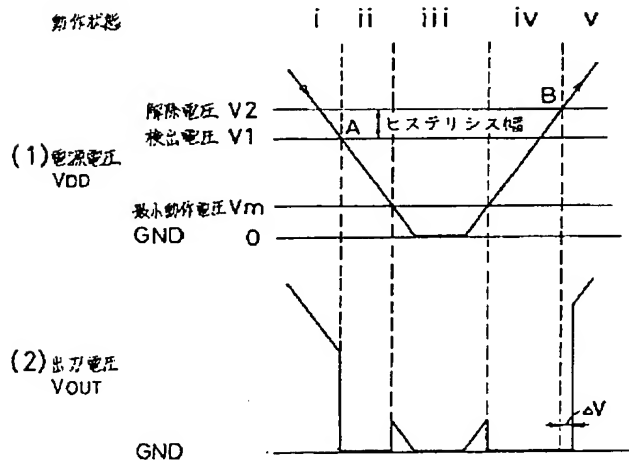 動作状態 i ii iii iv v
解除電圧 V2 B
A ヒステリシス幅
検出電圧 V1
(1) 電源電圧
VDD
最小動作電圧 Vm
GND 0
(2) 出力電圧
VOUT
ΔV
GND